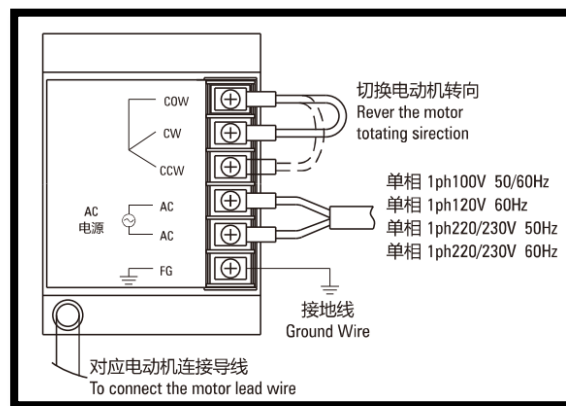 COW
CW
CCW
AC
电源
AC
AC
FG
切换电动机转向
Rever the motor
totating sirection
单相 1ph100V 50/60Hz
单相 1ph120V 60Hz
单相 1ph220/230V 50Hz
单相 1ph220/230V 60Hz
接地线
Ground Wire
对应电动机连接导线
To connect the motor lead wire